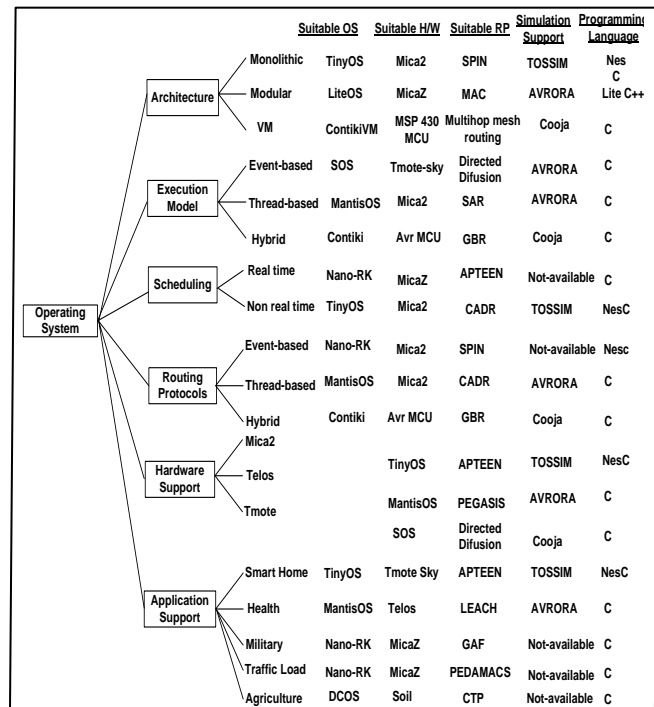 Suitable OS Suitable H/W Suitable RP Simulation Support Programming Language
Operating System
Architecture
Monolithic TinyOS Mica2 SPIN TOSSIM Nes C
Modular LiteOS MicaZ MAC AVRORA Lite C++
VM ContikiVM MSP 430 MCU Multihop mesh routing Cooja C
Execution Model
Event-based SOS Tmote-sky Directed Difusion AVRORA C
Thread-based MantisOS Mica2 SAR AVRORA C
Hybrid Contiki Avr MCU GBR Cooja C
Scheduling
Real time Nano-RK MicaZ APTEEN Not-available C
Non real time TinyOS Mica2 CADR TOSSIM NesC
Routing Protocols
Event-based Nano-RK Mica2 SPIN Not-available Nesc
Thread-based MantisOS Mica2 CADR AVRORA C
Hybrid Contiki Avr MCU GBR Cooja C
Hardware Support
Mica2
Telos TinyOS APTEEN TOSSIM NesC
Tmote MantisOS PEGASIS AVRORA C
SOS Directed Difusion Cooja C
Application Support
Smart Home TinyOS Tmote Sky APTEEN TOSSIM NesC
Health MantisOS Telos LEACH AVRORA C
Military Nano-RK MicaZ GAF Not-available C
Traffic Load Nano-RK MicaZ PEDAMACS Not-available C
Agriculture DCOS Soil CTP Not-available C